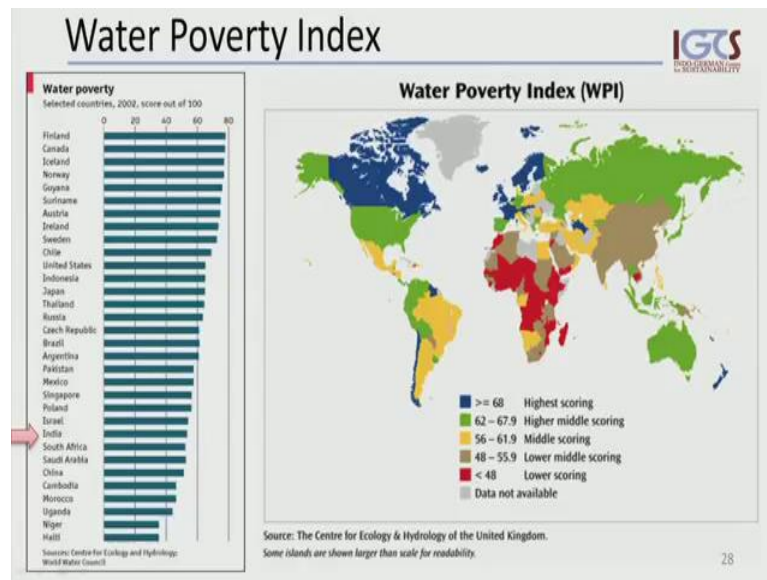 Water Poverty Index
IGCS
INDO-GERMAN Centre
for SUSTAINABILITY
Water poverty
Selected countries, 2002, score out of 100
0 20 40 60 80
Finland
Canada
Iceland
Norway
Guyana
Suriname
Austria
Ireland
Sweden
Chile
United States
Indonesia
Japan
Thailand
Russia
Czech Republic
Brazil
Argentina
Pakistan
Mexico
Singapore
Poland
Israel
India
South Africa
Saudi Arabia
China
Cambodia
Morocco
Uganda
Niger
Haiti
Sources: Centre for Ecology and Hydrology;
World Water Council
Water Poverty Index (WPI)
>= 68 Highest scoring
62 – 67.9 Higher middle scoring
56 – 61.9 Middle scoring
48 – 55.9 Lower middle scoring
< 48 Lower scoring
Data not available
Source: The Centre for Ecology & Hydrology of the United Kingdom.
Some islands are shown larger than scale for readability.
28